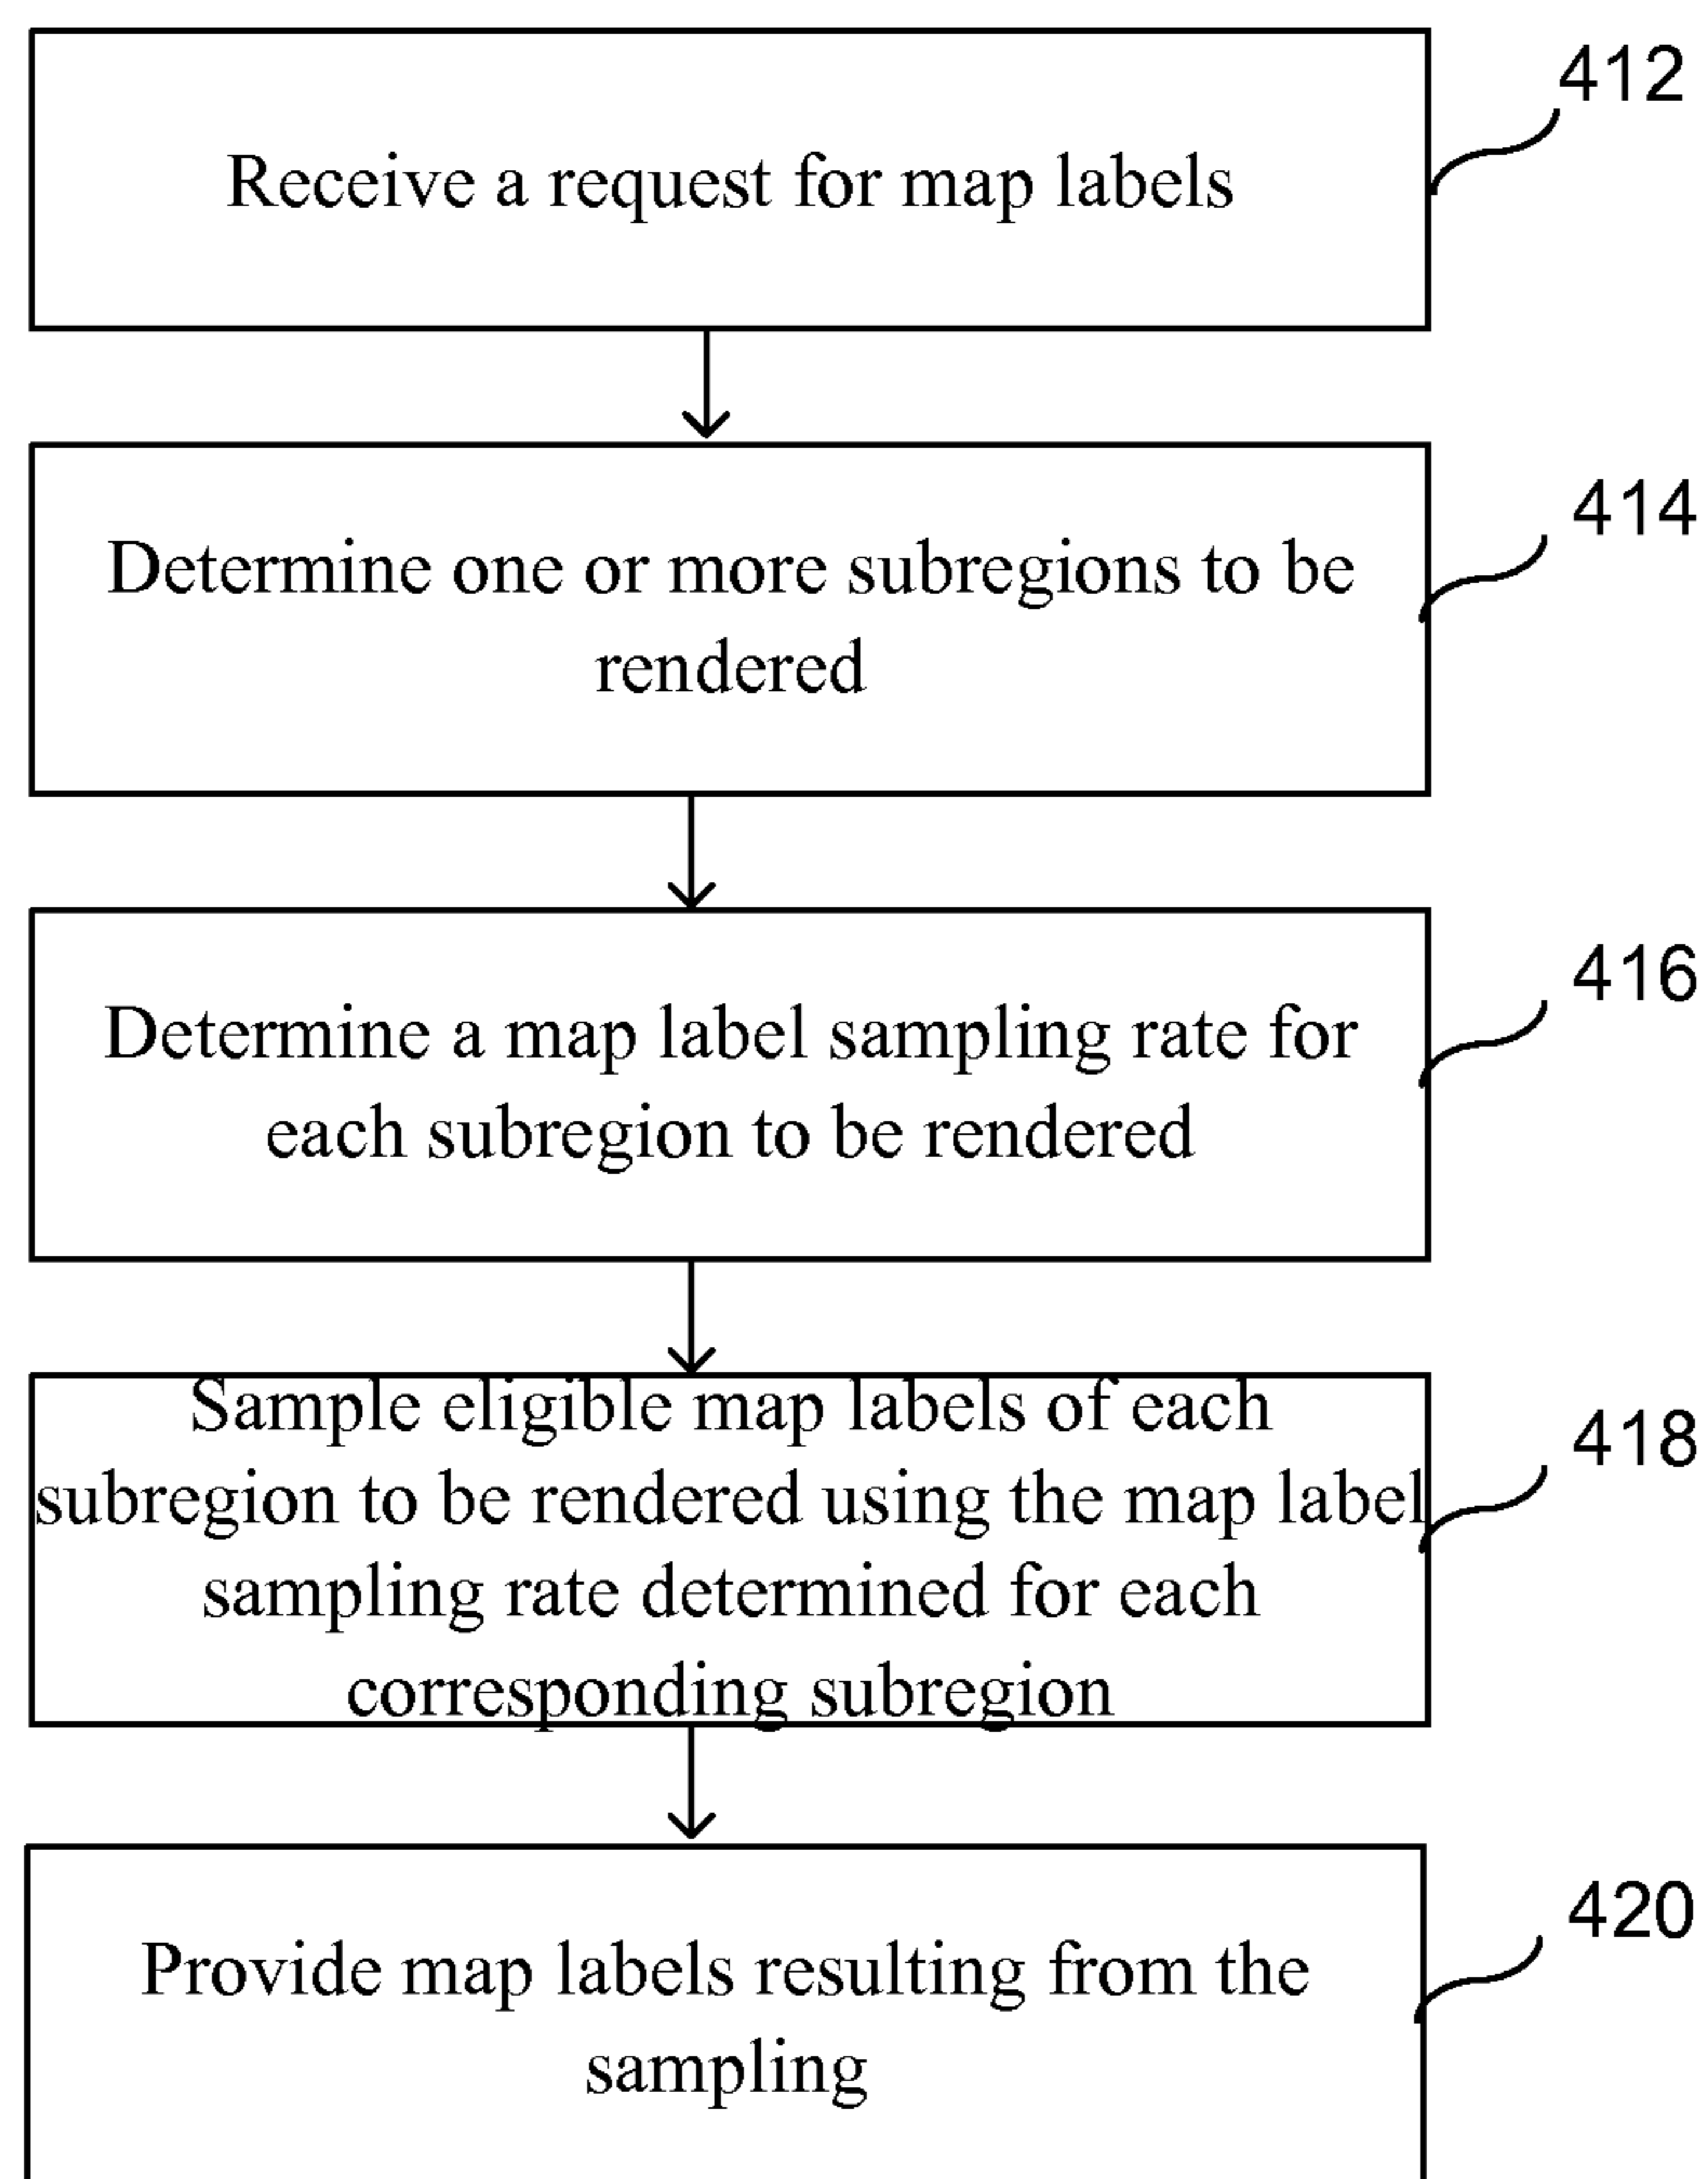 412
Receive a request for map labels
414
Determine one or more subregions to be
rendered
416
Determine a map label sampling rate for
each subregion to be rendered
418
Sample eligible map labels of each
subregion to be rendered using the map label
sampling rate determined for each
corresponding subregion
420
Provide map labels resulting from the
sampling